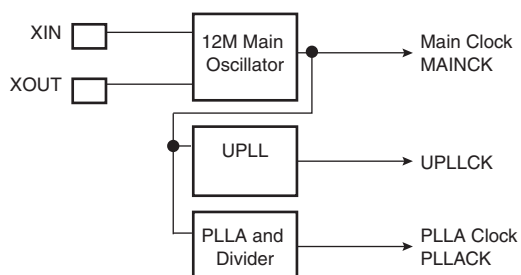 XIN
12M Main
Oscillator
Main Clock
MAINCK
XOUT
UPLL
UPLLCK
PLLA and
Divider
PLLA Clock
PLLACK